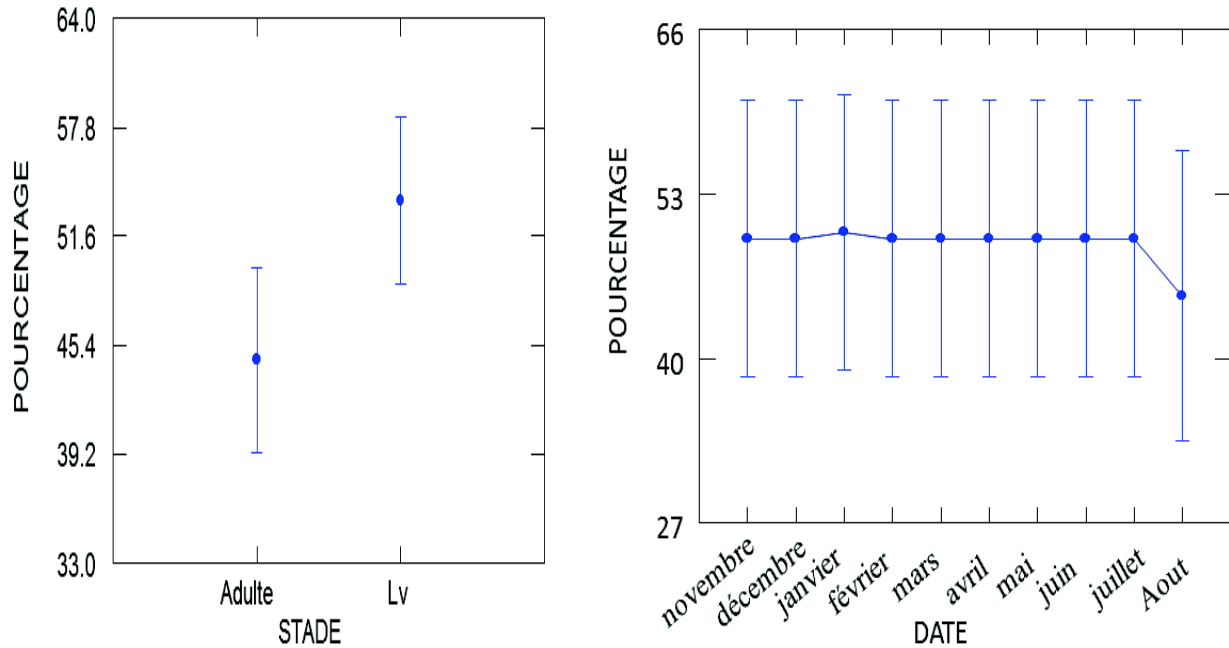 POURCENTAGE
64.0
57.8
51.6
45.4
39.2
33.0
Adulte
Lv
STADE
POURCENTAGE
66
53
40
27
novembre
décembre
janvier
février
mars
avril
mai
juin
juillet
Aout
DATE